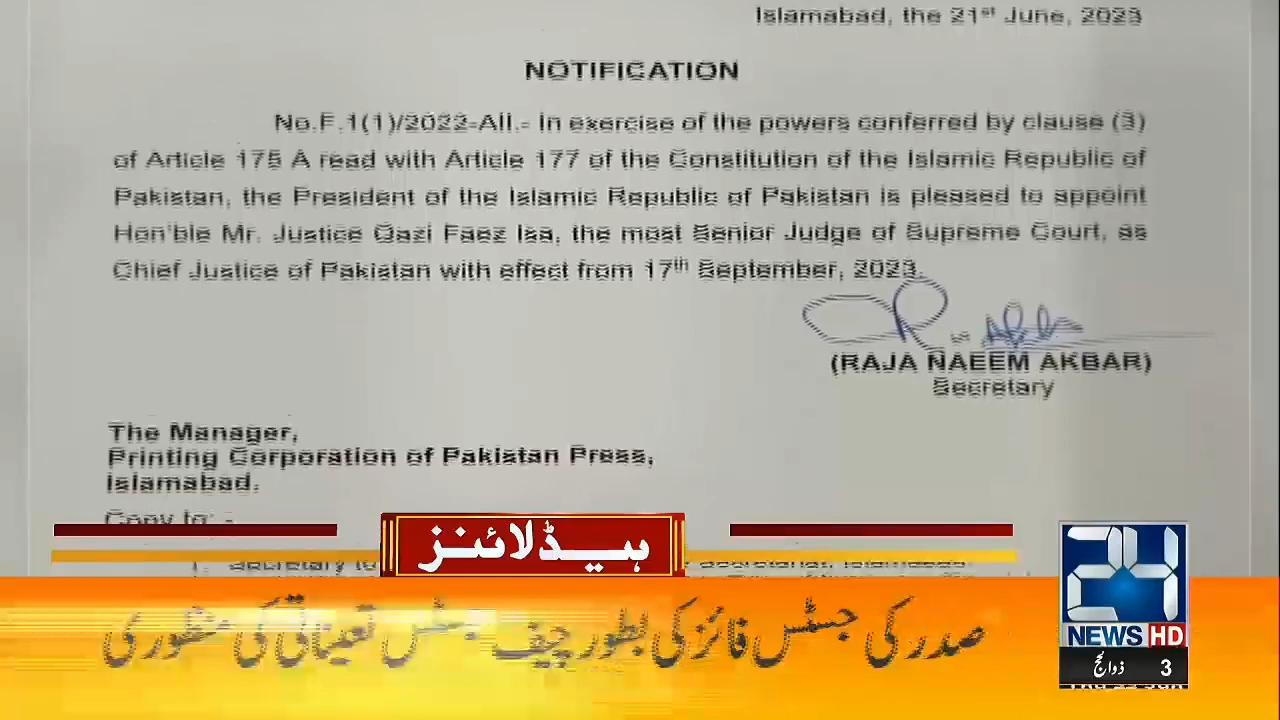 Islamabad, the 21st June, 2023
NOTIFICATION
No.F.1(1)/2022-AII.- In exercise of the powers conferred by clause (3)
of Article 175 A read with Article 177 of the Constitution of the Islamic Republic of
Pakistan, the President of the Islamic Republic of Pakistan is pleased to appoint
Hon'ble Mr. Justice Qazi Faez Isa, the most Senior Judge of Supreme Court, as
Chief Justice of Pakistan with effect from 17th September, 2023.
(RAJA NAEEM AKBAR)
Secretary
The Manager,
Printing Corporation of Pakistan Press,
Islamabad.
Copy to: -
1. Secretary to
ہیڈلائنز
صدر کی جسٹس فائز کی بطور چیف جسٹس تعیناتی کی منظوری
24
NEWS HD
3 ذوالحج